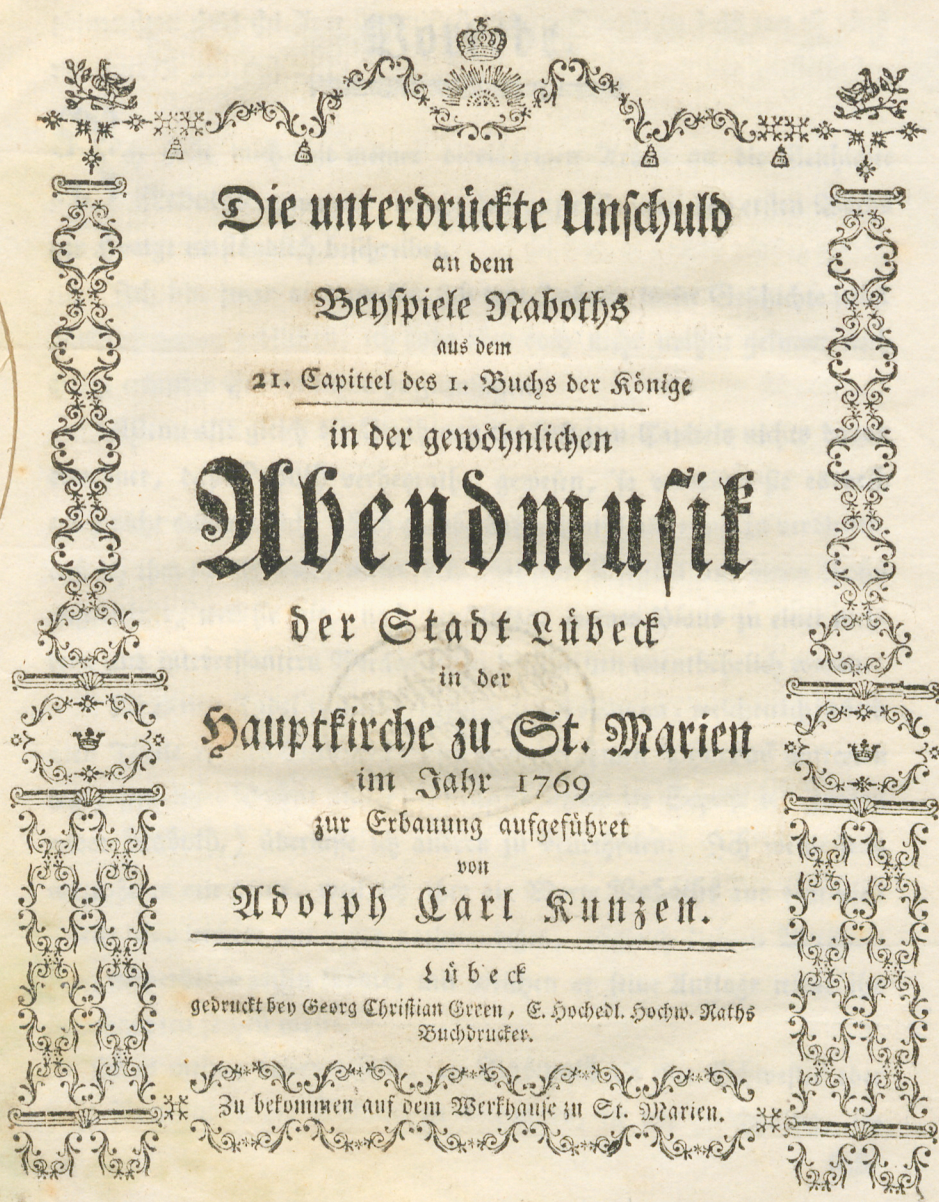 Die unterdrückte Unschuld
an dem
Beyspiele Naboths
aus dem
21. Capittel des 1. Buchs der Könige
in der gewöhnlichen
Abendmusik
der Stadt Lübeck
in der
Hauptkirche zu St. Marien
im Jahr 1769
zur Erbauung aufgeführet
von
Adolph Carl Kunzen.
Lübeck
gedruckt bey Georg Christian Green, E. Hochedl. Hochw. Raths
Buchdrucker.
Zu bekommen auf dem Werkhause zu St. Marien.